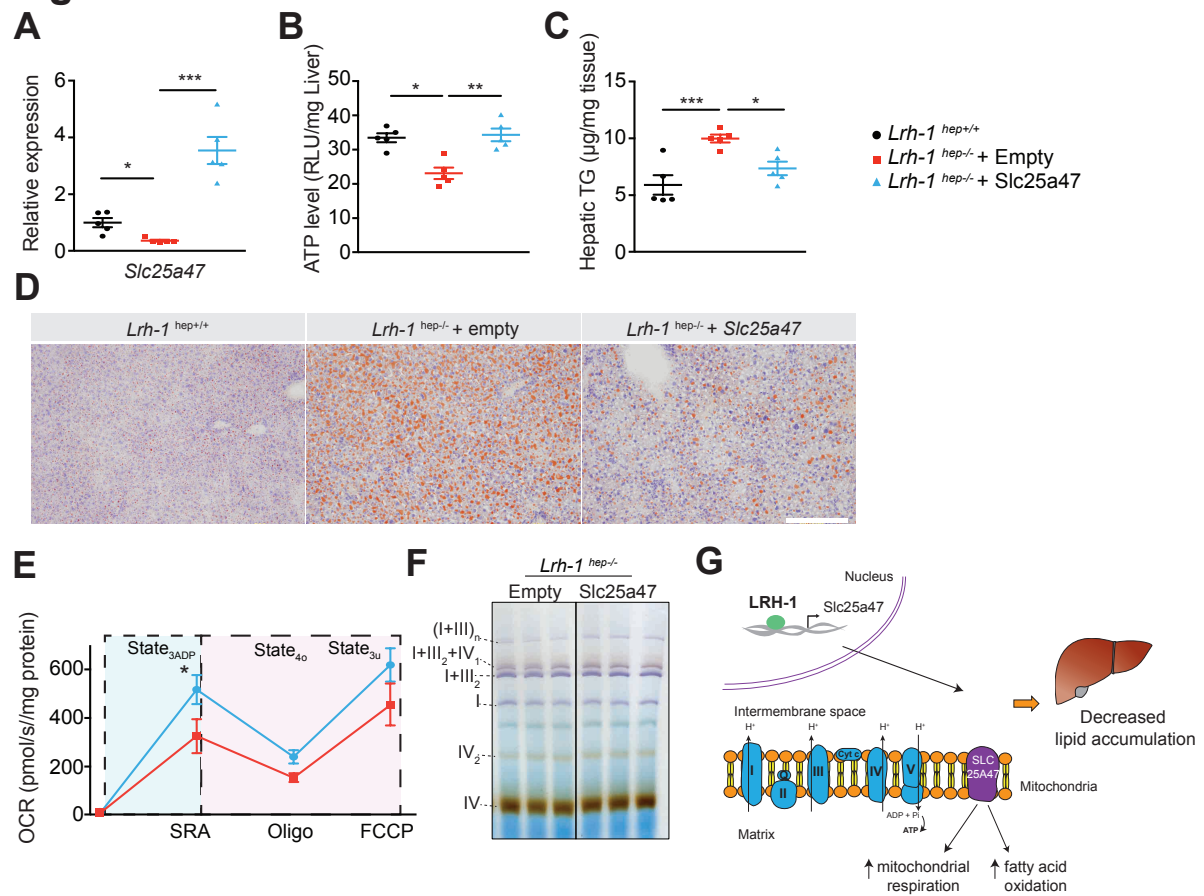 A
Relative expression
6
4
2
0
*
***
Slc25a47
B
ATP level (RLU/mg Liver)
50
40
30
20
10
0
*
**
C
Hepatic TG (µg/mg tissue)
15
10
5
0
***
*
Lrh-1 hep+/+
Lrh-1 hep-/- + Empty
Lrh-1 hep-/- + Slc25a47
D
Lrh-1 hep+/+
Lrh-1 hep-/- + empty
Lrh-1 hep-/- + Slc25a47
E
OCR (pmol/s/mg protein)
600
400
200
0
State3ADP
State4o
State3u
*
SRA
Oligo
FCCP
F
Lrh-1 hep-/-
Empty
Slc25a47
(I+III)n
I+III2+IV1
I+III2
I
IV2
IV
G
Nucleus
LRH-1
Slc25a47
Intermembrane space
H+
H+
H+
H+
I
Q
II
III
Cyt c
IV
V
SLC
25A47
Mitochondria
ADP + Pi
ATP
Matrix
↑ mitochondrial
respiration
↑ fatty acid
oxidation
Decreased
lipid accumulation